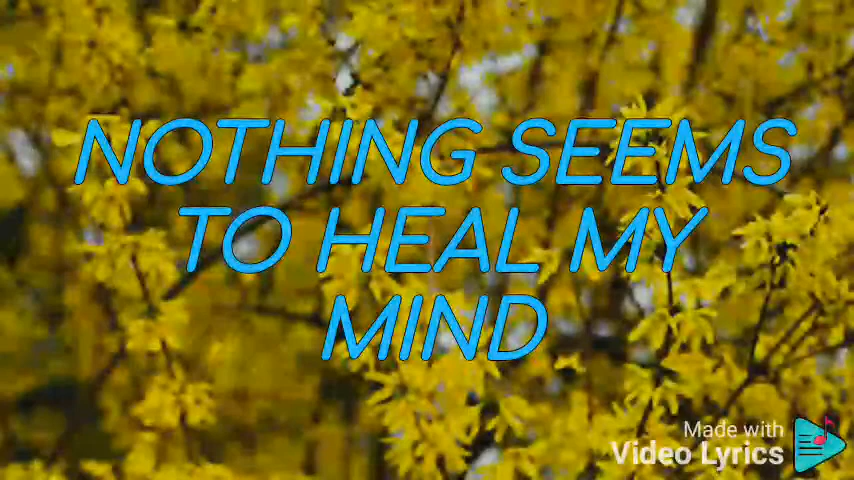 NOTHING SEEMS
TO HEAL MY
MIND
Made with
Video Lyrics